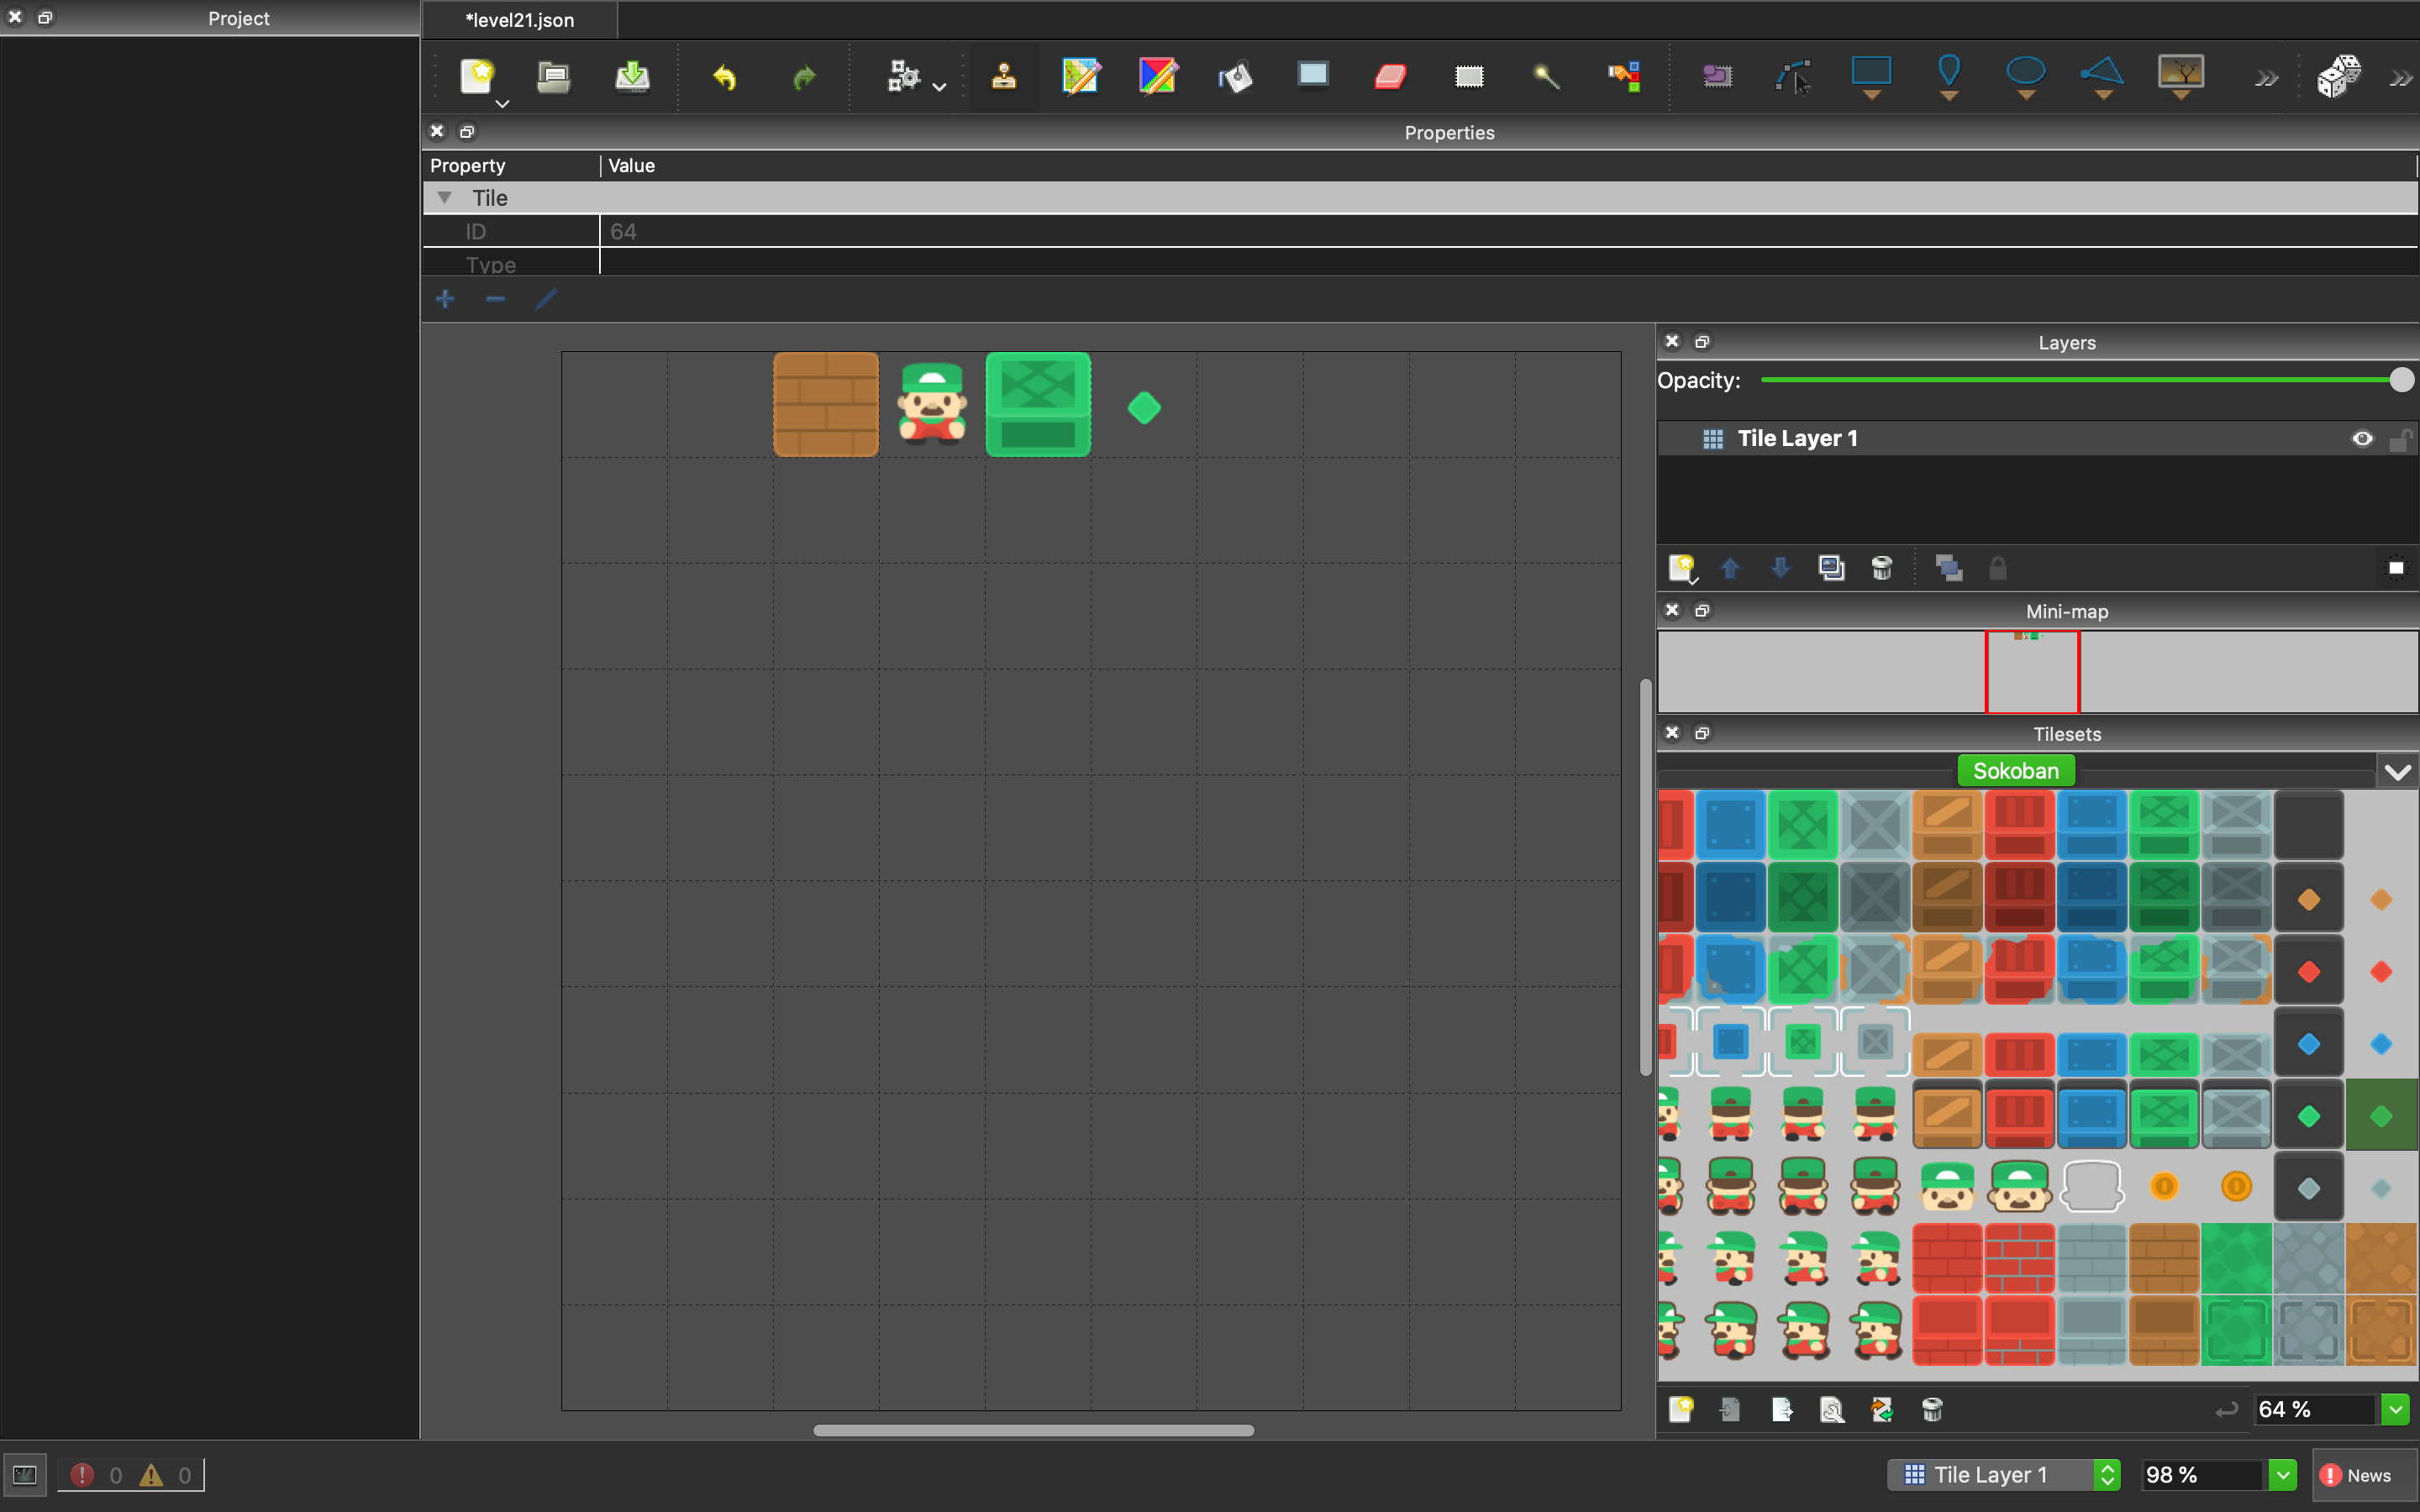 Project
*level21.json
Properties
Property Value
Tile
ID 64
Type
Layers
Opacity:
Tile Layer 1
Mini-map
Tilesets
Sokoban
64 %
0 0
Tile Layer 1
98 %
News